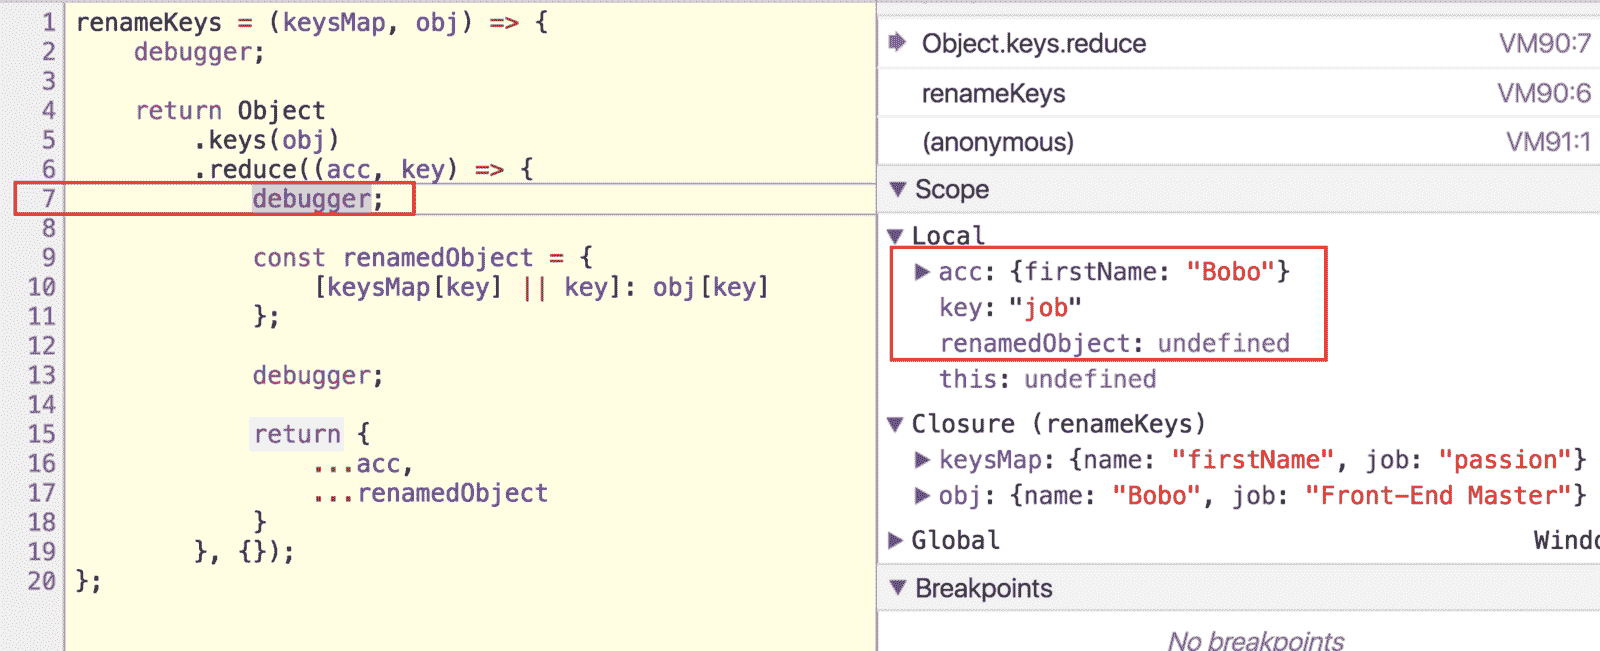 1 renameKeys = (keysMap, obj) => {
2 debugger;
3
4 return Object
5 .keys(obj)
6 .reduce((acc, key) => {
7 debugger;
8
9 const renamedObject = {
10 [keysMap[key] || key]: obj[key]
11 };
12
13 debugger;
14
15 return {
16 ...acc,
17 ...renamedObject
18 }
19 }, {});
20 };
Object.keys.reduce VM90:7
renameKeys VM90:6
(anonymous) VM91:1
Scope
Local
acc: {firstName: "Bobo"}
key: "job"
renamedObject: undefined
this: undefined
Closure (renameKeys)
keysMap: {name: "firstName", job: "passion"}
obj: {name: "Bobo", job: "Front-End Master"}
Global
Breakpoints
No breakpoints